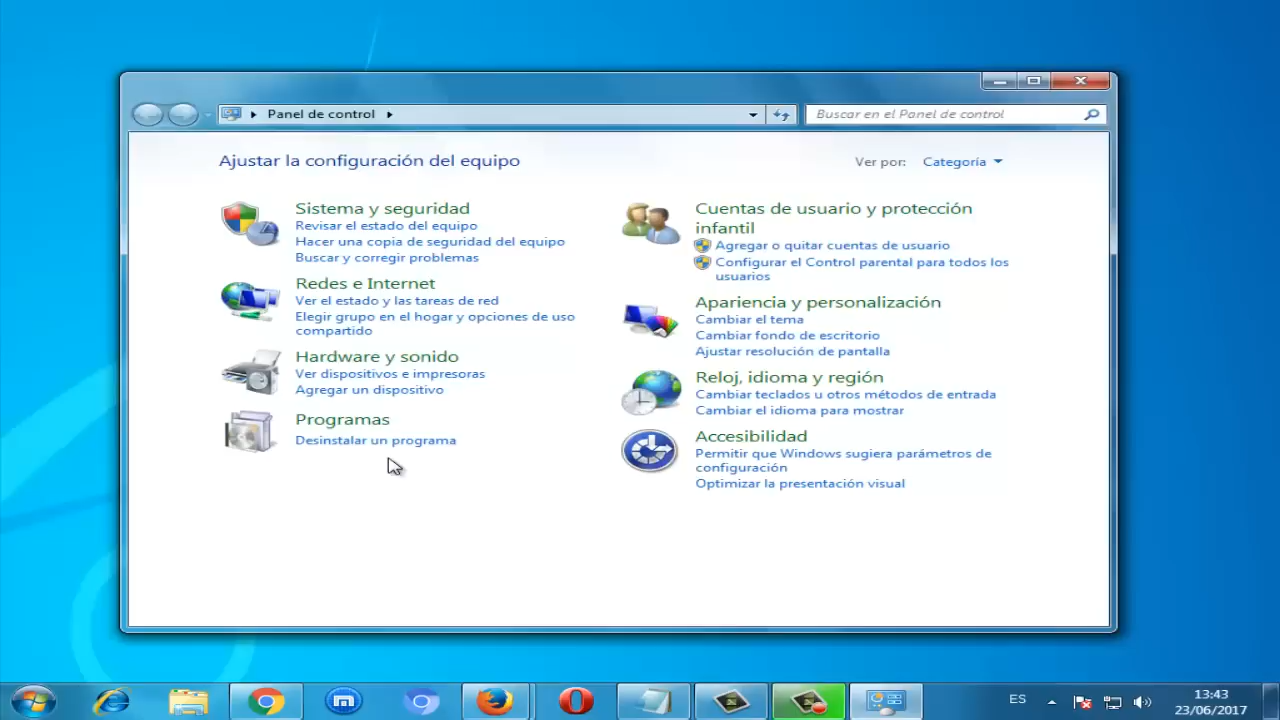 Panel de control
Buscar en el Panel de control
Ajustar la configuración del equipo
Ver por: Categoría
Sistema y seguridad
Revisar el estado del equipo
Hacer una copia de seguridad del equipo
Buscar y corregir problemas
Redes e Internet
Ver el estado y las tareas de red
Elegir grupo en el hogar y opciones de uso
compartido
Hardware y sonido
Ver dispositivos e impresoras
Agregar un dispositivo
Programas
Desinstalar un programa
Cuentas de usuario y protección
infantil
Agregar o quitar cuentas de usuario
Configurar el Control parental para todos los
usuarios
Apariencia y personalización
Cambiar el tema
Cambiar fondo de escritorio
Ajustar resolución de pantalla
Reloj, idioma y región
Cambiar teclados u otros métodos de entrada
Cambiar el idioma para mostrar
Accesibilidad
Permitir que Windows sugiera parámetros de
configuración
Optimizar la presentación visual
ES
13:43
23/06/2017